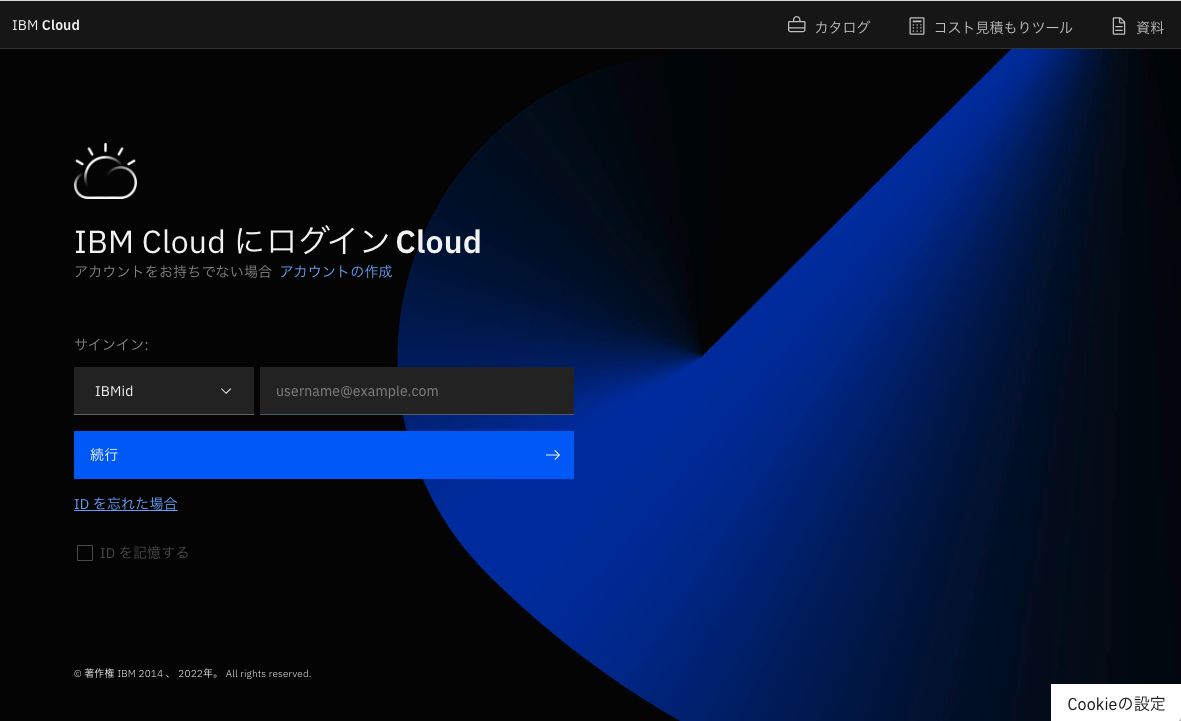 IBM Cloud
カタログ
コスト見積もりツール
資料
IBM Cloud にログイン Cloud
アカウントをお持ちでない場合 アカウントの作成
サインイン:
IBMid
username@example.com
続行
ID を忘れた場合
ID を記憶する
© 著作権 IBM 2014 、 2022年。 All rights reserved.
Cookieの設定